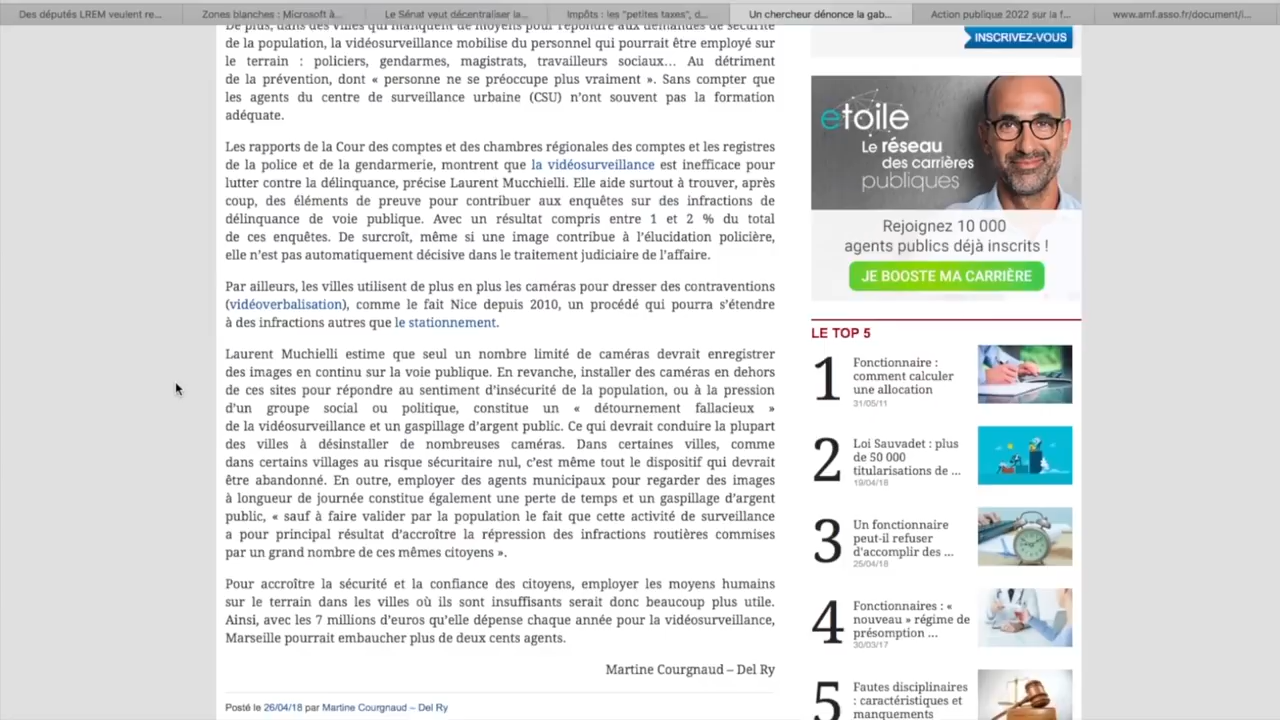 Des députés LREM veulent re...
Zones blanches : Microsoft à...
Le Sénat veut décentraliser la...
Impôts : les "petites taxes", d...
Un chercheur dénonce la gab...
Action publique 2022 sur la f...
www.amf.asso.fr/document/i...
De plus, dans des villes qui manquent de moyens pour répondre aux demandes de sécurité
de la population, la vidéosurveillance mobilise du personnel qui pourrait être employé sur
le terrain : policiers, gendarmes, magistrats, travailleurs sociaux… Au détriment
de la prévention, dont « personne ne se préoccupe plus vraiment ». Sans compter que
les agents du centre de surveillance urbaine (CSU) n’ont souvent pas la formation
adéquate.
Les rapports de la Cour des comptes et des chambres régionales des comptes et les registres
de la police et de la gendarmerie, montrent que la vidéosurveillance est inefficace pour
lutter contre la délinquance, précise Laurent Mucchielli. Elle aide surtout à trouver, après
coup, des éléments de preuve pour contribuer aux enquêtes sur des infractions de
délinquance de voie publique. Avec un résultat compris entre 1 et 2 % du total
de ces enquêtes. De surcroît, même si une image contribue à l’élucidation policière,
elle n’est pas automatiquement décisive dans le traitement judiciaire de l’affaire.
Par ailleurs, les villes utilisent de plus en plus les caméras pour dresser des contraventions
(vidéoverbalisation), comme le fait Nice depuis 2010, un procédé qui pourra s’étendre
à des infractions autres que le stationnement.
Laurent Muchielli estime que seul un nombre limité de caméras devrait enregistrer
des images en continu sur la voie publique. En revanche, installer des caméras en dehors
de ces sites pour répondre au sentiment d’insécurité de la population, ou à la pression
d’un groupe social ou politique, constitue un « détournement fallacieux »
de la vidéosurveillance et un gaspillage d’argent public. Ce qui devrait conduire la plupart
des villes à désinstaller de nombreuses caméras. Dans certaines villes, comme
dans certains villages au risque sécuritaire nul, c’est même tout le dispositif qui devrait
être abandonné. En outre, employer des agents municipaux pour regarder des images
à longueur de journée constitue également une perte de temps et un gaspillage d’argent
public, « sauf à faire valider par la population le fait que cette activité de surveillance
a pour principal résultat d’accroître la répression des infractions routières commises
par un grand nombre de ces mêmes citoyens ».
Pour accroître la sécurité et la confiance des citoyens, employer les moyens humains
sur le terrain dans les villes où ils sont insuffisants serait donc beaucoup plus utile.
Ainsi, avec les 7 millions d’euros qu’elle dépense chaque année pour la vidéosurveillance,
Marseille pourrait embaucher plus de deux cents agents.
Martine Courgnaud – Del Ry
Posté le 26/04/18 par Martine Courgnaud – Del Ry
INSCRIVEZ-VOUS
etoile
Le réseau
des carrières
publiques
Rejoignez 10 000
agents publics déjà inscrits !
JE BOOSTE MA CARRIÈRE
LE TOP 5
1
Fonctionnaire :
comment calculer
une allocation
31/05/11
2
Loi Sauvadet : plus
de 50 000
titularisations de ...
19/04/18
3
Un fonctionnaire
peut-il refuser
d'accomplir des ...
25/04/18
4
Fonctionnaires : «
nouveau » régime de
présomption ...
30/03/17
5
Fautes disciplinaires
: caractéristiques et
manquements